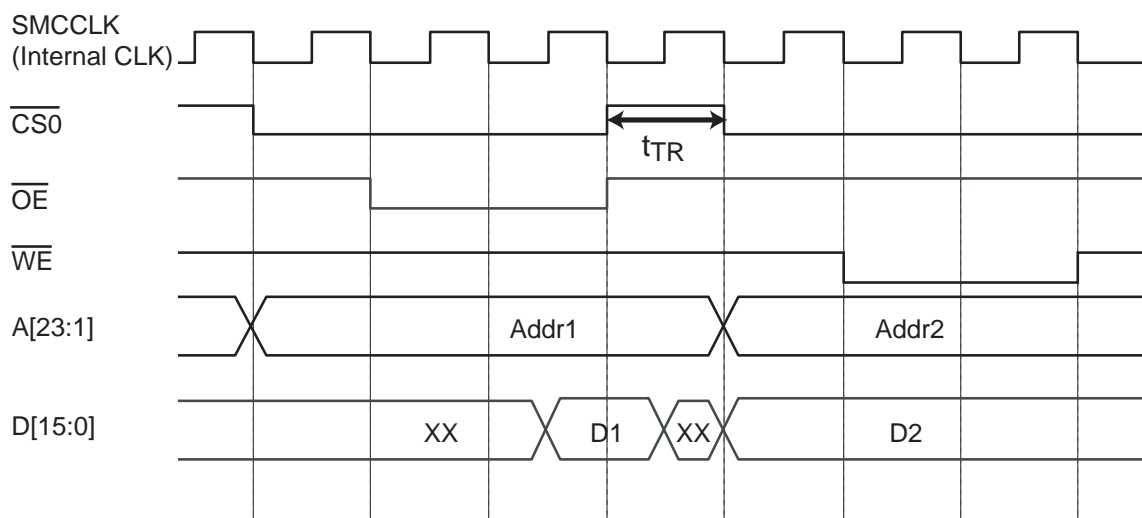 SMCCLK
(Internal CLK)
CS0
tTR
OE
WE
A[23:1]
Addr1
Addr2
D[15:0]
XX
D1
XX
D2